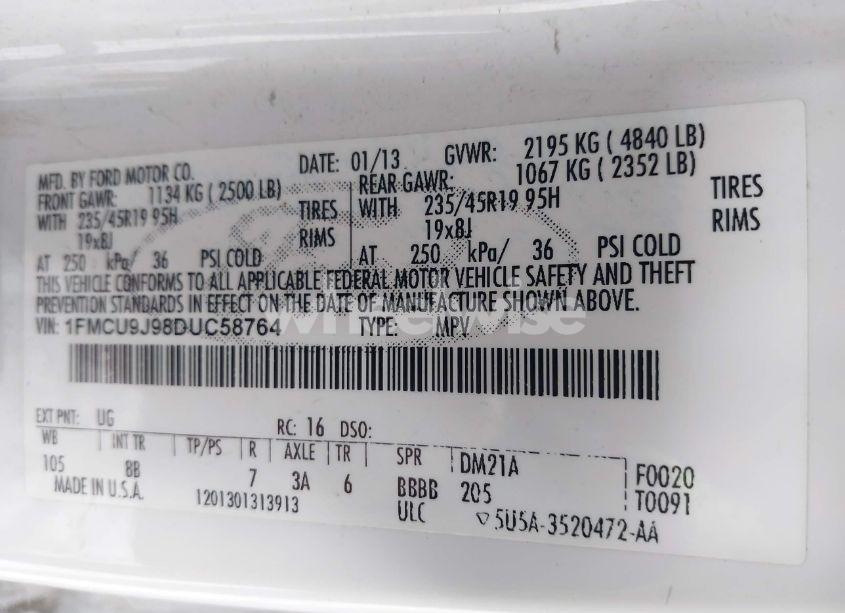 MFD. BY FORD MOTOR CO. DATE: 01/13 GVWR: 2195 KG ( 4840 LB)
FRONT GAWR: 1134 KG ( 2500 LB) REAR GAWR: 1067 KG ( 2352 LB)
WITH 235/45R19 95H TIRES WITH 235/45R19 95H TIRES
19x8J RIMS 19x8J RIMS
AT 250 kPa/ 36 PSI COLD AT 250 kPa/ 36 PSI COLD
THIS VEHICLE CONFORMS TO ALL APPLICABLE FEDERAL MOTOR VEHICLE SAFETY AND THEFT
PREVENTION STANDARDS IN EFFECT ON THE DATE OF MANUFACTURE SHOWN ABOVE.
VIN: 1FMCU9J98DUC58764 TYPE: MPV
EXT PNT: UG RC: 16 DSO:
WB INT TR TP/PS R AXLE TR SPR DM21A F0020
105 8B 7 3A 6 BBBB 205 T0091
MADE IN U.S.A. 1201301313913 ULC 5U5A-3520472-AA